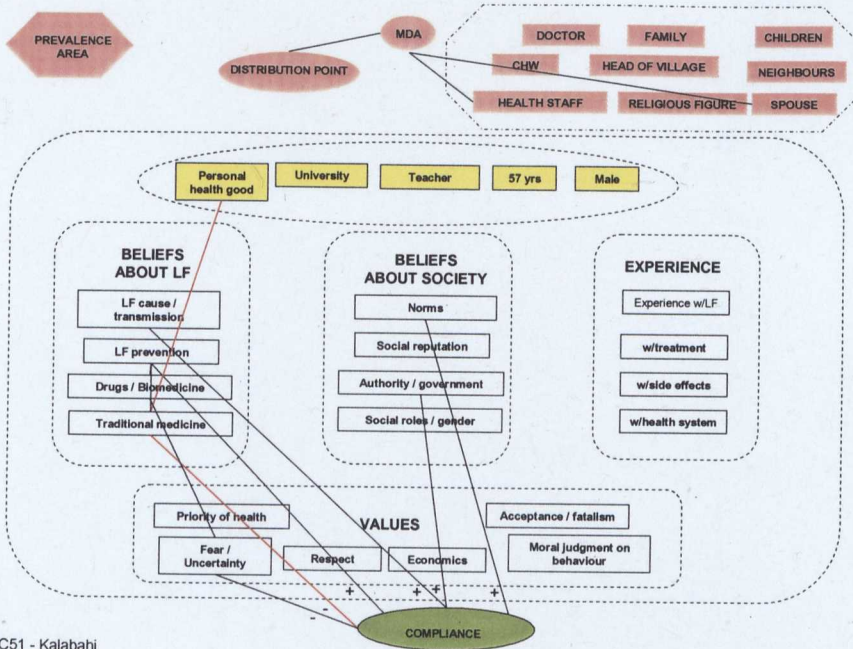 PREVALENCE
AREA
MDA
DISTRIBUTION POINT
DOCTOR
FAMILY
CHILDREN
CHW
HEAD OF VILLAGE
NEIGHBOURS
HEALTH STAFF
RELIGIOUS FIGURE
SPOUSE
Personal
health good
University
Teacher
57 yrs
Male
BELIEFS
ABOUT LF
LF cause /
transmission
LF prevention
Drugs / Biomedicine
Traditional medicine
BELIEFS
ABOUT SOCIETY
Norms
Social reputation
Authority / government
Social roles / gender
EXPERIENCE
Experience w/LF
w/treatment
w/side effects
w/health system
Priority of health
VALUES
Acceptance / fatalism
Fear /
Uncertainty
Respect
Economics
Moral judgment on
behaviour
+ + + +
- -
COMPLIANCE
C51 - Kalabahi